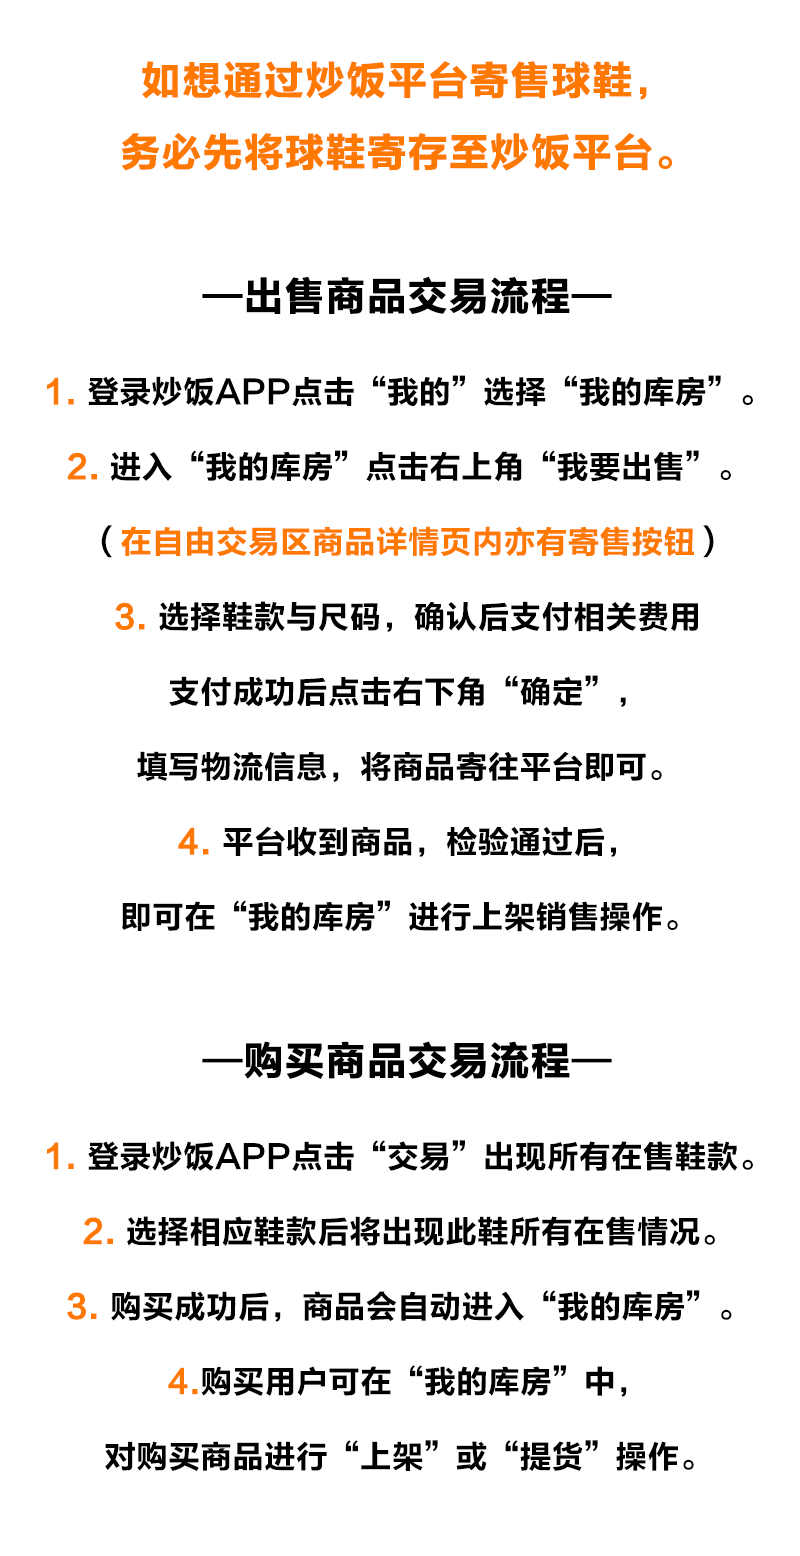 如想通过炒饭平台寄售球鞋，
务必先将球鞋寄存至炒饭平台。
—出售商品交易流程—
1. 登录炒饭APP点击“我的”选择“我的库房”。
2. 进入“我的库房”点击右上角“我要出售”。
（在自由交易区商品详情页内亦有寄售按钮）
3. 选择鞋款与尺码，确认后支付相关费用
支付成功后点击右下角“确定”，
填写物流信息，将商品寄往平台即可。
4. 平台收到商品，检验通过后，
即可在“我的库房”进行上架销售操作。
—购买商品交易流程—
1. 登录炒饭APP点击“交易”出现所有在售鞋款。
2. 选择相应鞋款后将出现此鞋所有在售情况。
3. 购买成功后，商品会自动进入“我的库房”。
4.购买用户可在“我的库房”中，
对购买商品进行“上架”或“提货”操作。